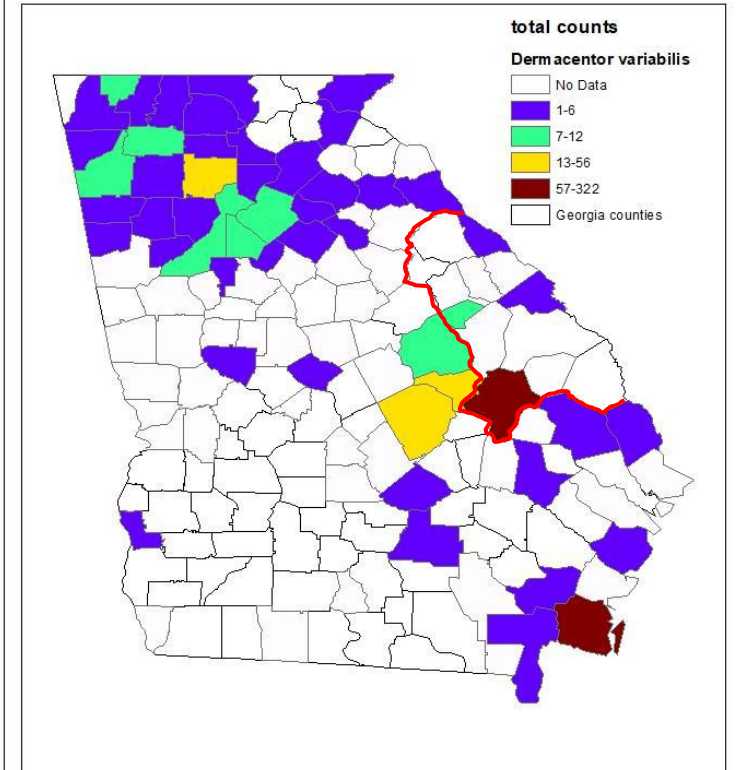 total counts
Dermacentor variabilis
No Data
1-6
7-12
13-56
57-322
Georgia counties